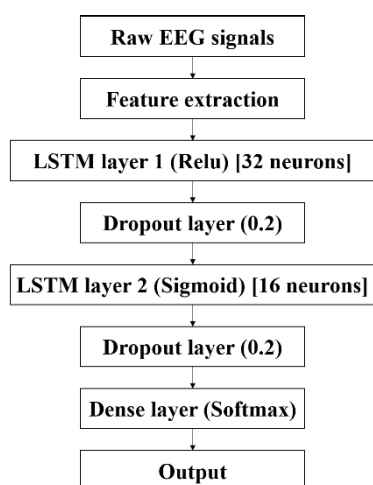 Raw EEG signals
Feature extraction
LSTM layer 1 (Relu) [32 neurons]
Dropout layer (0.2)
LSTM layer 2 (Sigmoid) [16 neurons]
Dropout layer (0.2)
Dense layer (Softmax)
Output